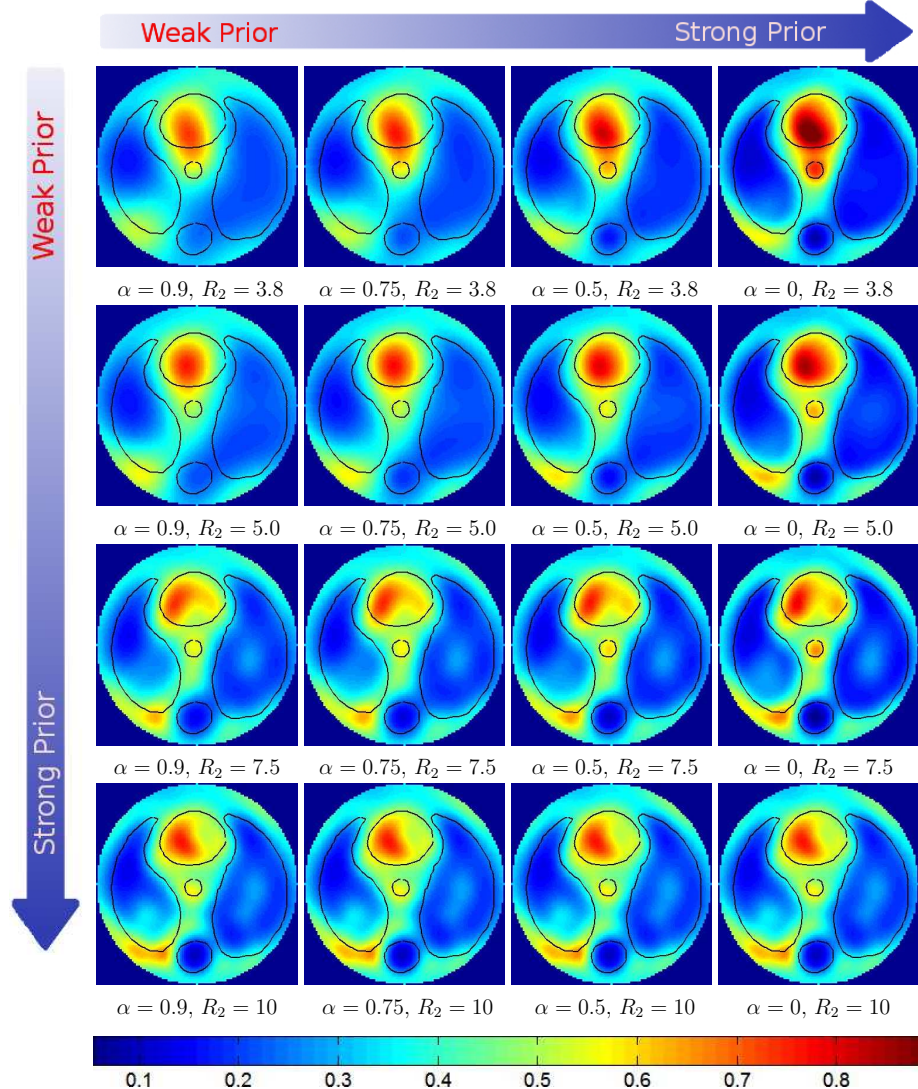 Weak Prior Strong Prior
Weak Prior
Strong Prior
α = 0.9, R₂ = 3.8 α = 0.75, R₂ = 3.8 α = 0.5, R₂ = 3.8 α = 0, R₂ = 3.8
α = 0.9, R₂ = 5.0 α = 0.75, R₂ = 5.0 α = 0.5, R₂ = 5.0 α = 0, R₂ = 5.0
α = 0.9, R₂ = 7.5 α = 0.75, R₂ = 7.5 α = 0.5, R₂ = 7.5 α = 0, R₂ = 7.5
α = 0.9, R₂ = 10 α = 0.75, R₂ = 10 α = 0.5, R₂ = 10 α = 0, R₂ = 10
0.1 0.2 0.3 0.4 0.5 0.6 0.7 0.8